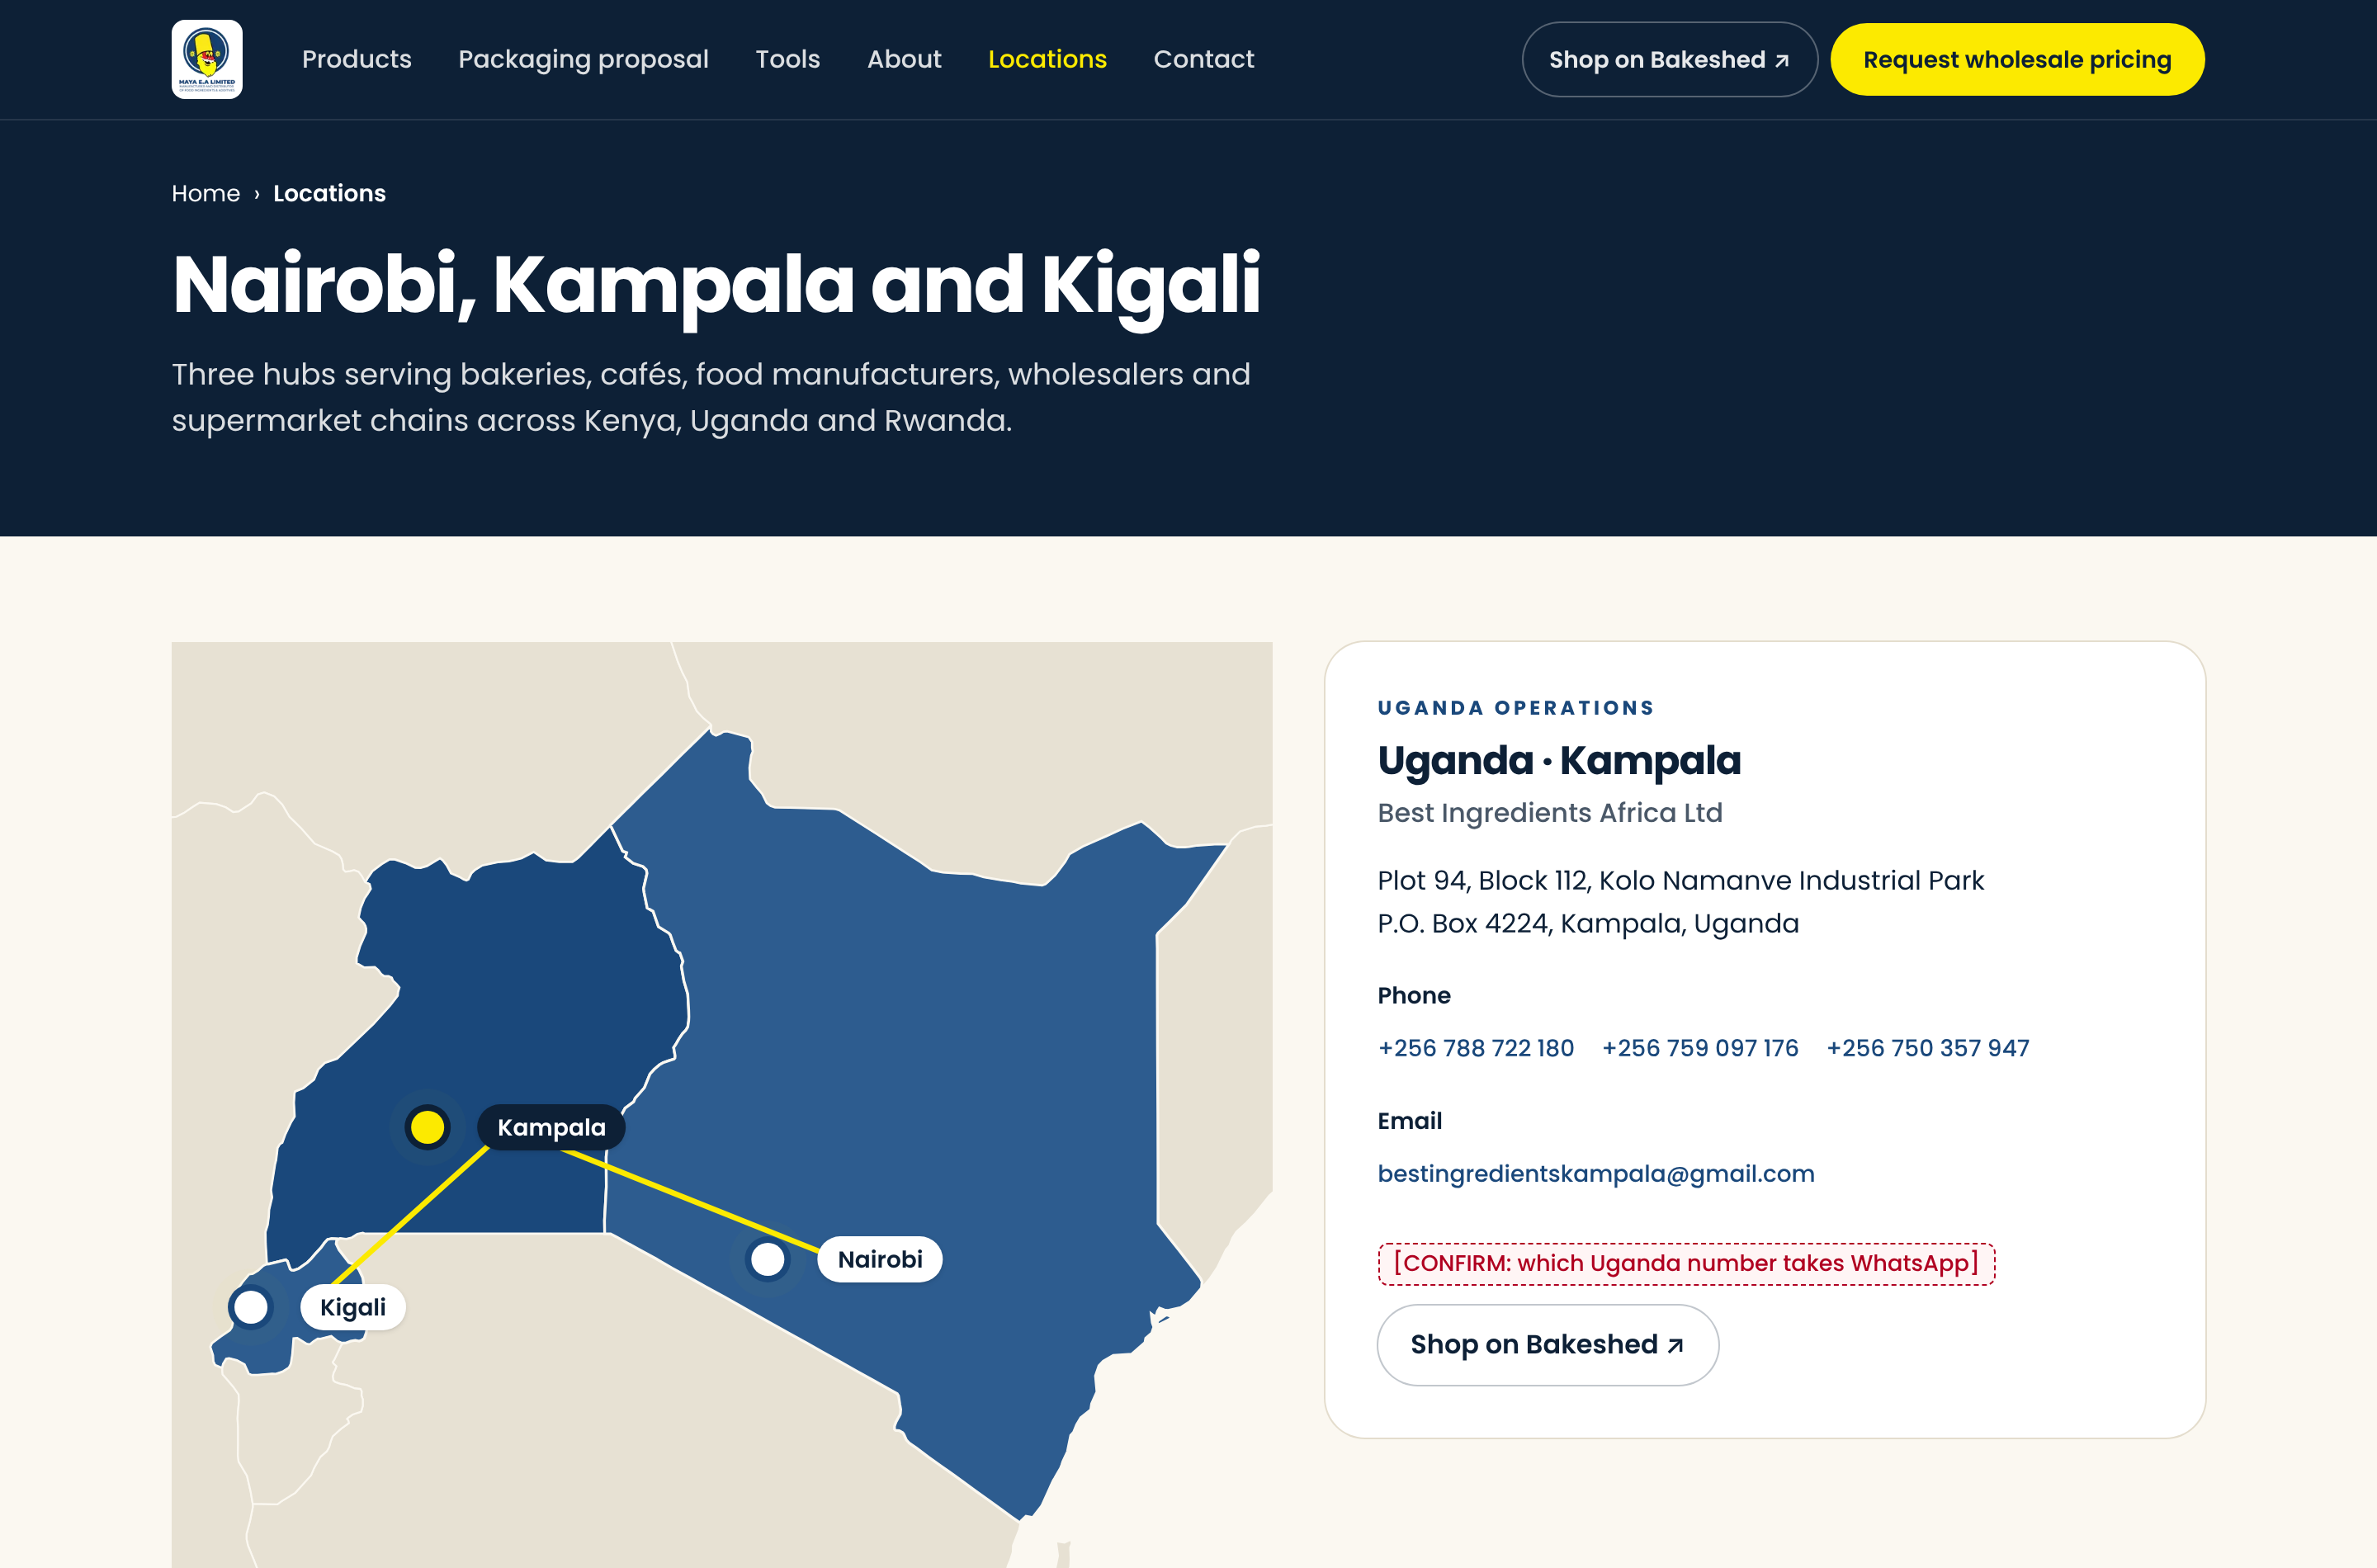 MAYA E.A LIMITED
Products
Packaging proposal
Tools
About
Locations
Contact
Shop on Bakeshed ↗
Request wholesale pricing
Home › Locations
Nairobi, Kampala and Kigali
Three hubs serving bakeries, cafés, food manufacturers, wholesalers and
supermarket chains across Kenya, Uganda and Rwanda.
Kampala
Nairobi
Kigali
UGANDA OPERATIONS
Uganda · Kampala
Best Ingredients Africa Ltd
Plot 94, Block 112, Kolo Namanve Industrial Park
P.O. Box 4224, Kampala, Uganda
Phone
+256 788 722 180 +256 759 097 176 +256 750 357 947
Email
bestingredientskampala@gmail.com
[CONFIRM: which Uganda number takes WhatsApp]
Shop on Bakeshed ↗